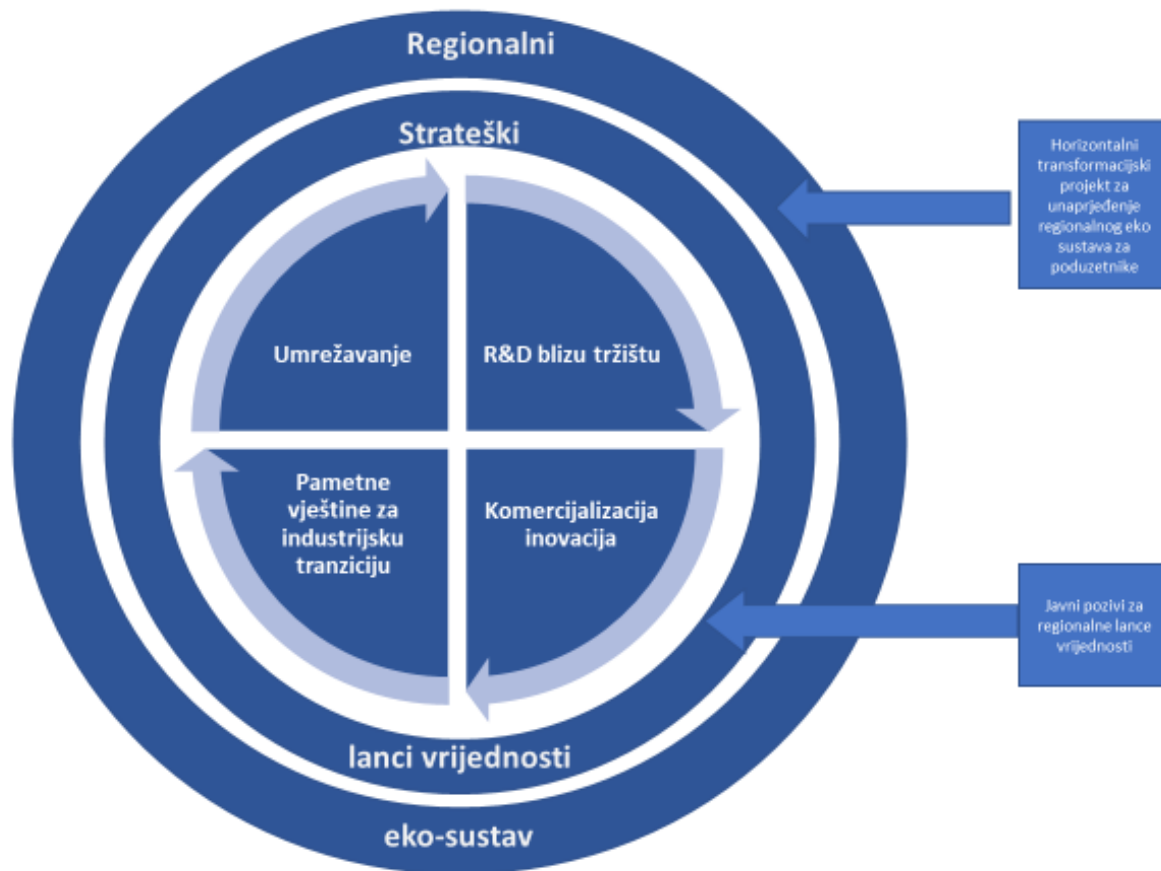 Regionalni
Strateški
Umrežavanje
R&D blizu tržištu
Pametne
vještine za
industrijsku
tranziciju
Komercijalizacija
inovacija
lanci vrijednosti
eko-sustav
Horizontalni
transformacijski
projekt za
unaprjeđenje
regionalnog eko
sustava za
poduzetnike
Javni pozivi za
regionalne lance
vrijednosti